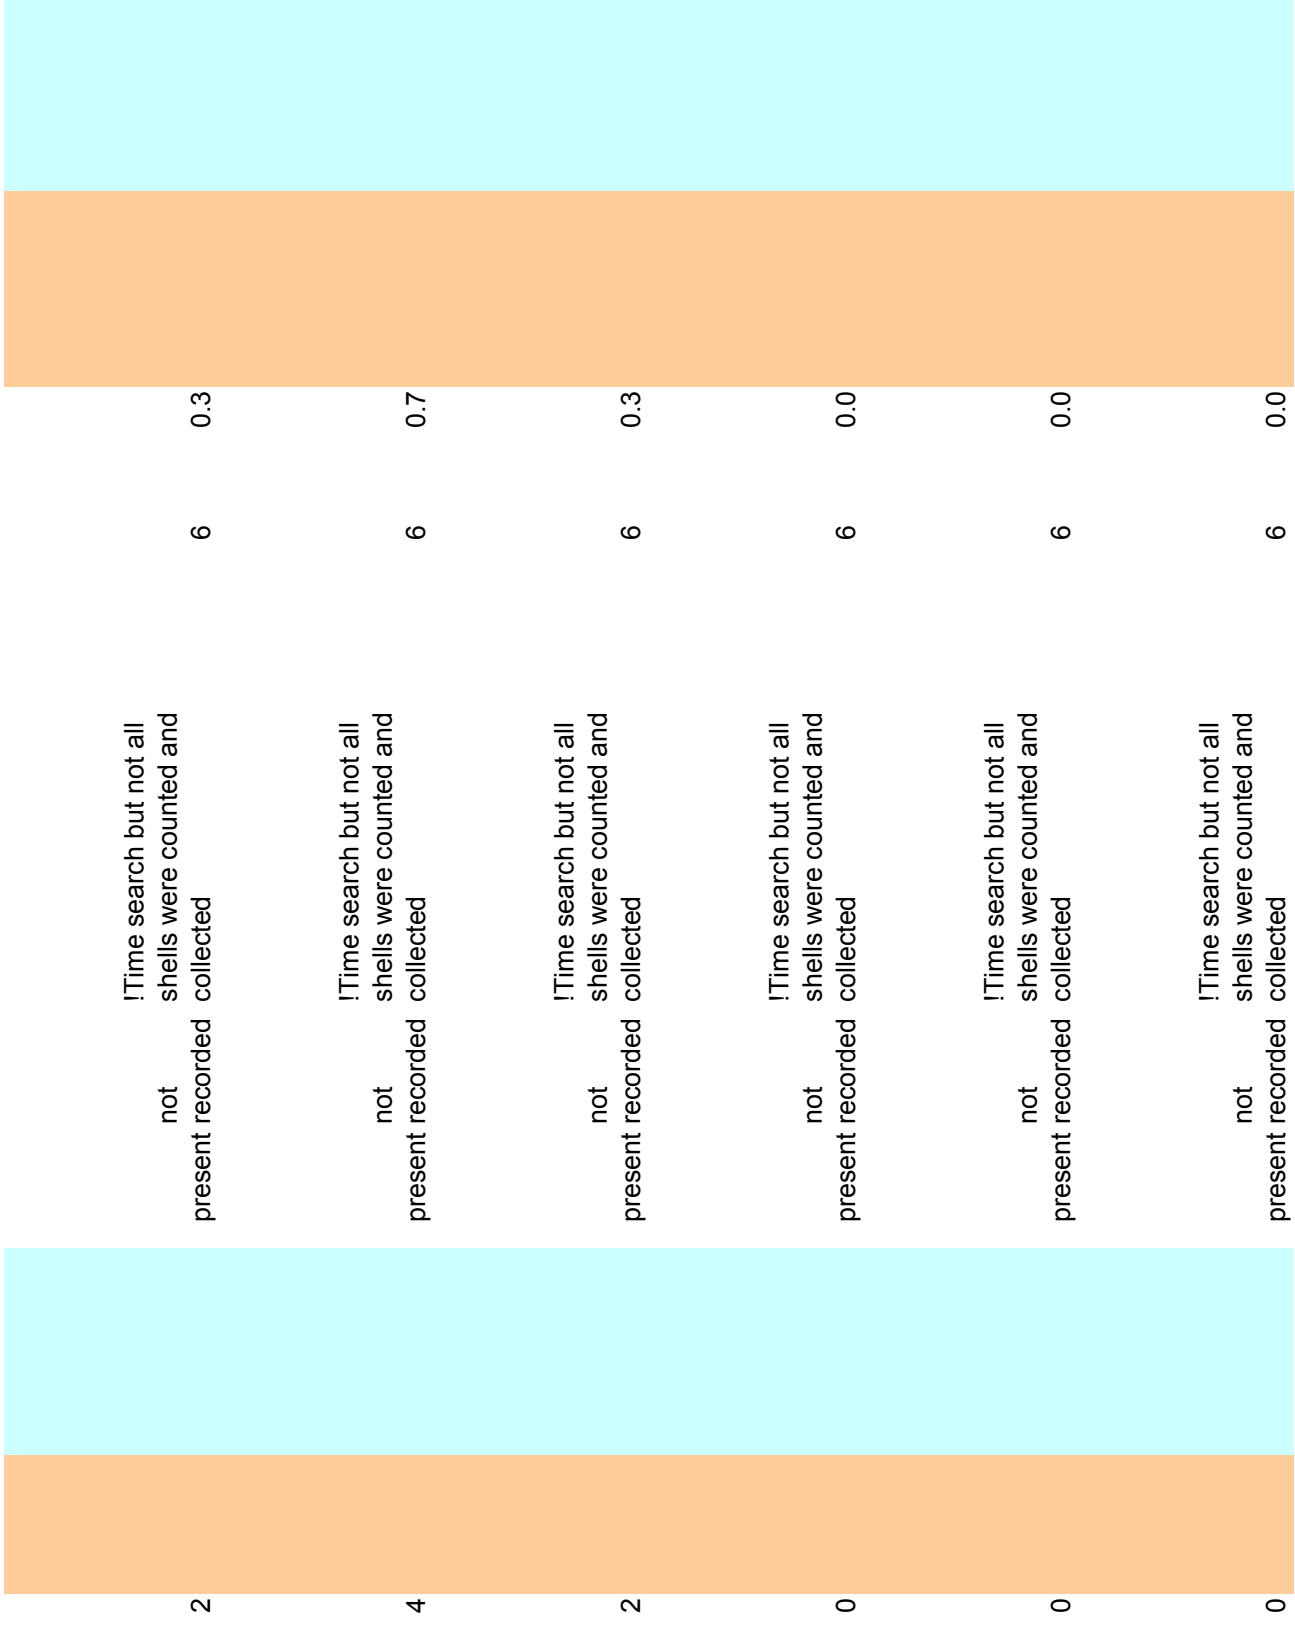 !Time search but not all
not shells were counted and
2 present recorded collected 6 0.3
!Time search but not all
not shells were counted and
4 present recorded collected 6 0.7
!Time search but not all
not shells were counted and
2 present recorded collected 6 0.3
!Time search but not all
not shells were counted and
0 present recorded collected 6 0.0
!Time search but not all
not shells were counted and
0 present recorded collected 6 0.0
!Time search but not all
not shells were counted and
0 present recorded collected 6 0.0